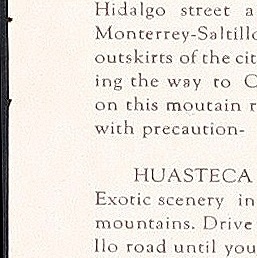 Hidalgo street a
Monterrey-Saltillo
outskirts of the cit
ing the way to C
on this moutain r
with precaution-
HUASTECA
Exotic scenery in
mountains. Drive
llo road until you